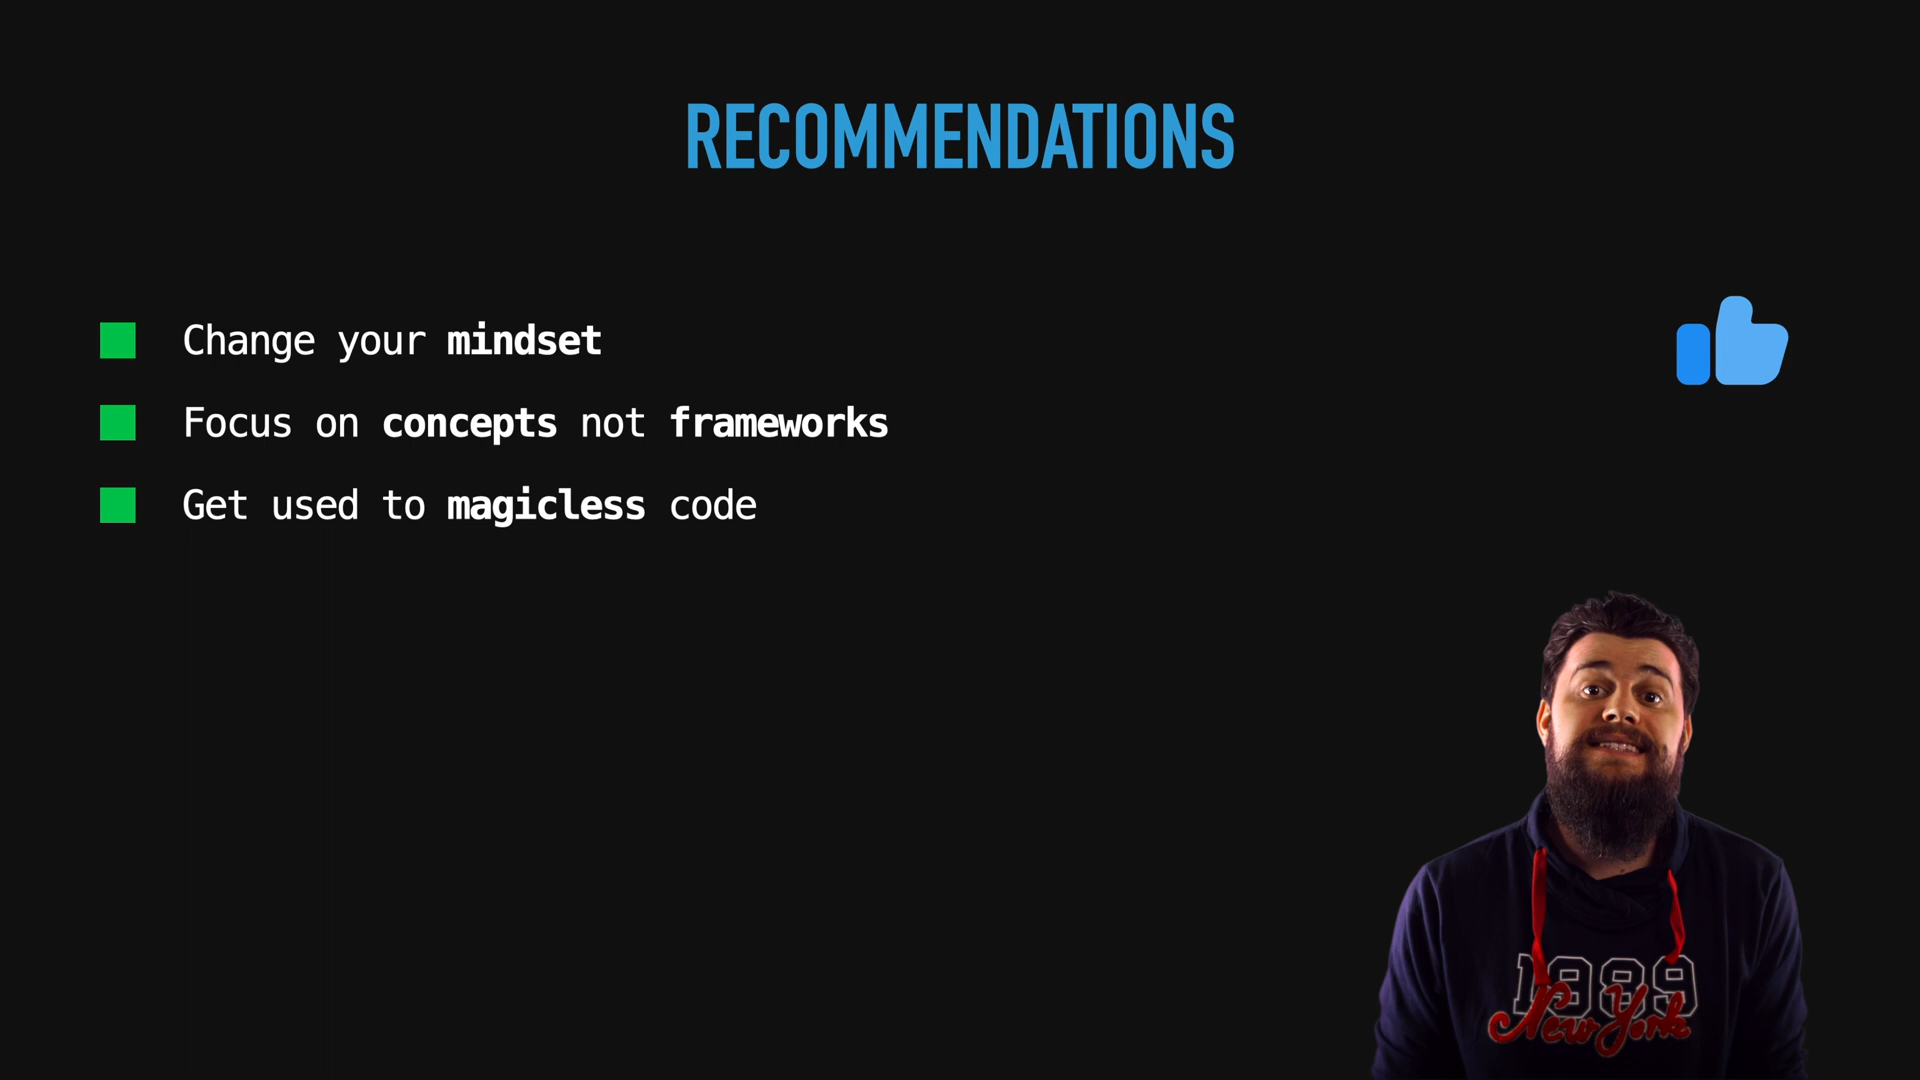 RECOMMENDATIONS
Change your mindset
Focus on concepts not frameworks
Get used to magicless code
1989
New York